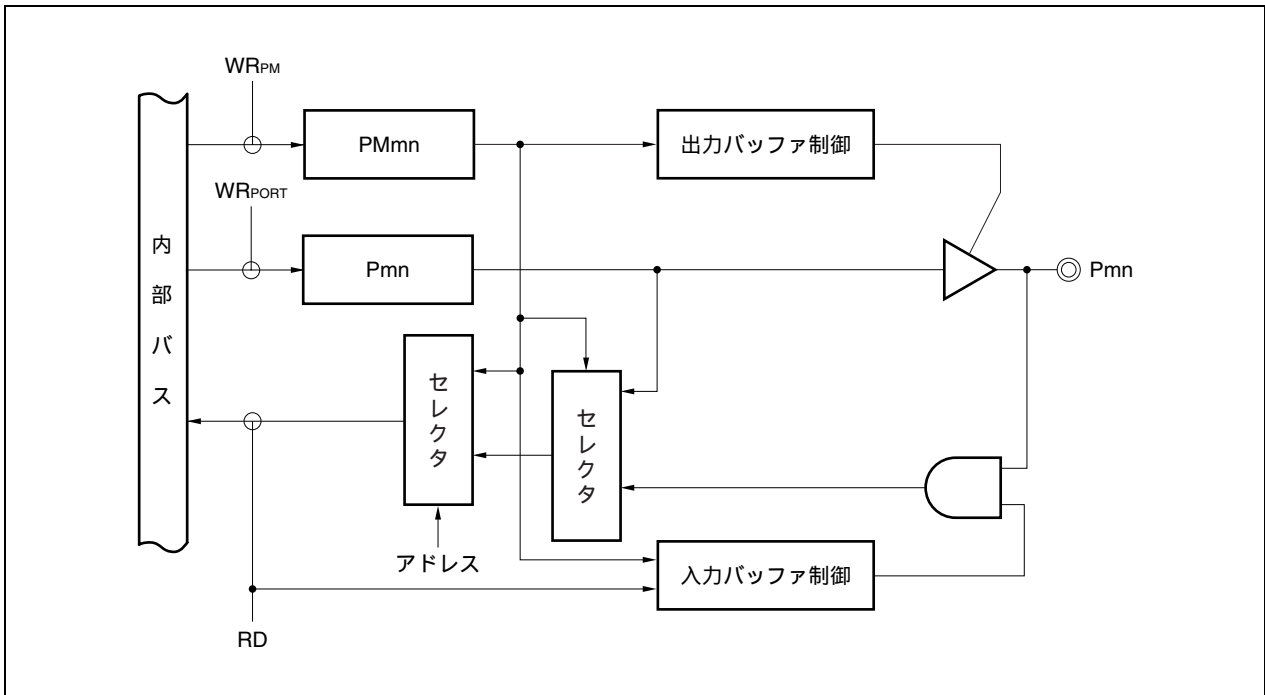 WRPM
PMmn
出力バッファ制御
WRPORT
内部バス
Pmn
Pmn
セレクタ
セレクタ
アドレス
入力バッファ制御
RD